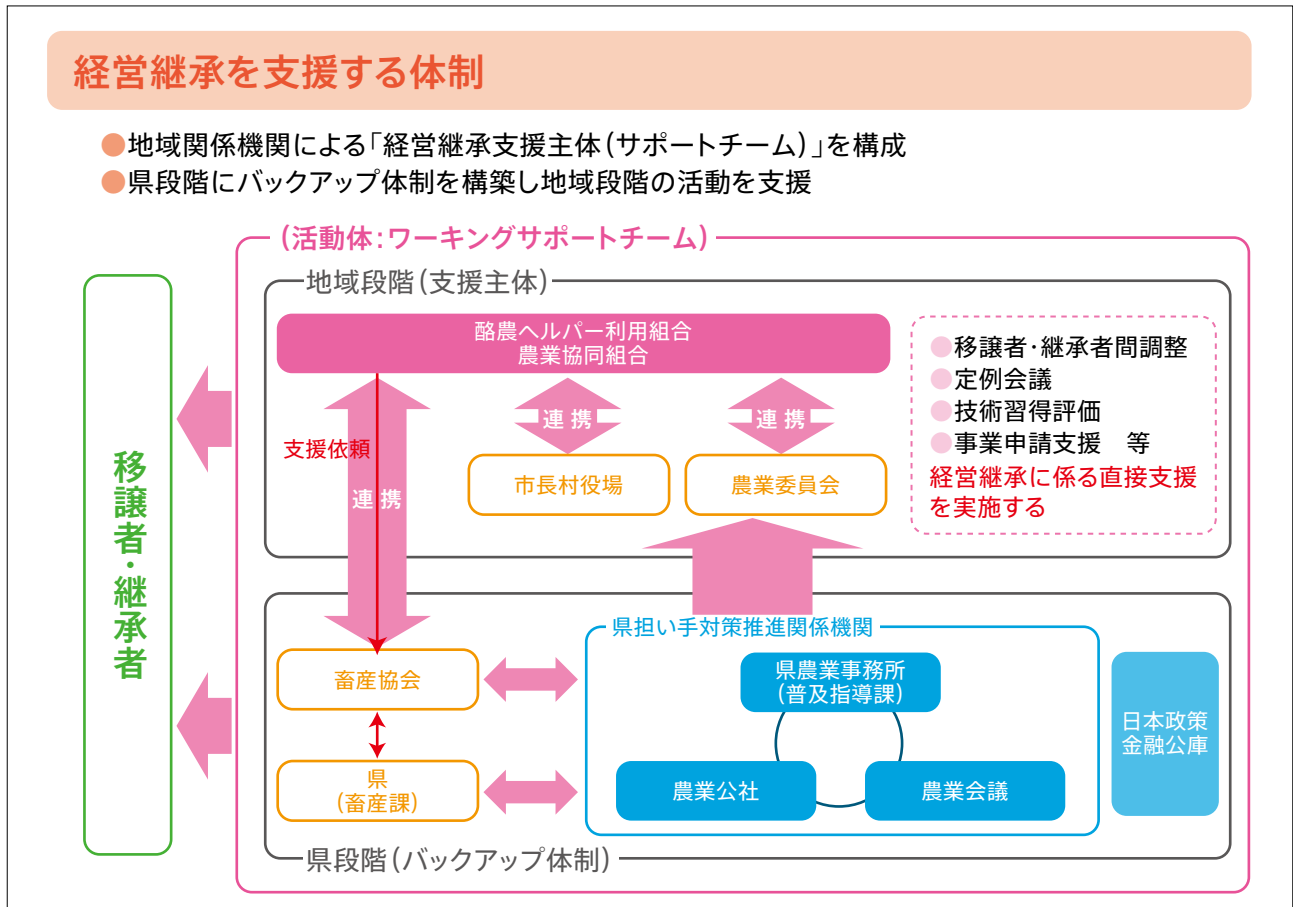 経営継承を支援する体制
●地域関係機関による「経営継承支援主体(サポートチーム)」を構成
●県段階にバックアップ体制を構築し地域段階の活動を支援
(活動体:ワーキングサポートチーム)
移譲者・継承者
地域段階(支援主体)
酪農ヘルパー利用組合
農業協同組合
支援依頼
連携
連携
連携
市長村役場
農業委員会
●移譲者・継承者間調整
●定例会議
●技術習得評価
●事業申請支援　等
経営継承に係る直接支援
を実施する
畜産協会
県
(畜産課)
県担い手対策推進関係機関
県農業事務所
(普及指導課)
農業公社
農業会議
日本政策
金融公庫
県段階(バックアップ体制)